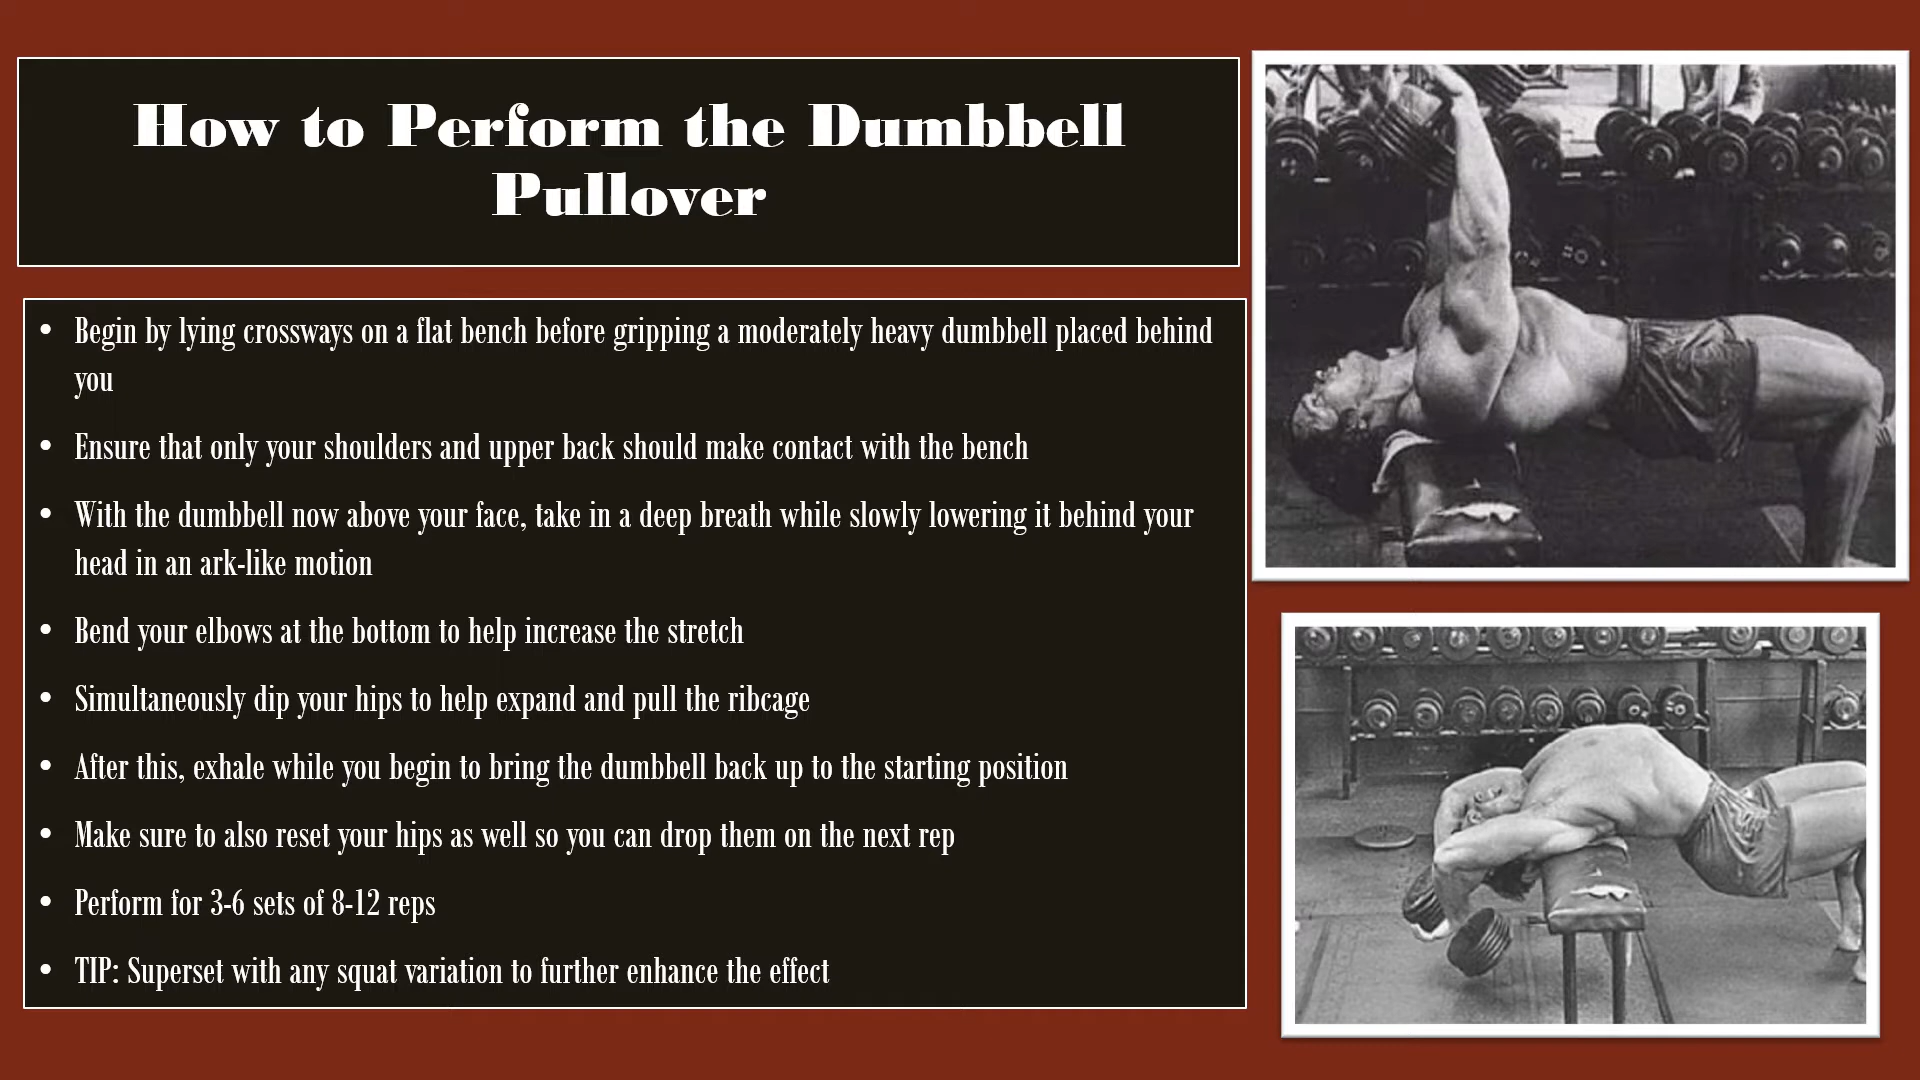 How to Perform the Dumbbell
Pullover
• Begin by lying crossways on a flat bench before gripping a moderately heavy dumbbell placed behind
you
• Ensure that only your shoulders and upper back should make contact with the bench
• With the dumbbell now above your face, take in a deep breath while slowly lowering it behind your
head in an ark-like motion
• Bend your elbows at the bottom to help increase the stretch
• Simultaneously dip your hips to help expand and pull the ribcage
• After this, exhale while you begin to bring the dumbbell back up to the starting position
• Make sure to also reset your hips as well so you can drop them on the next rep
• Perform for 3-6 sets of 8-12 reps
• TIP: Superset with any squat variation to further enhance the effect